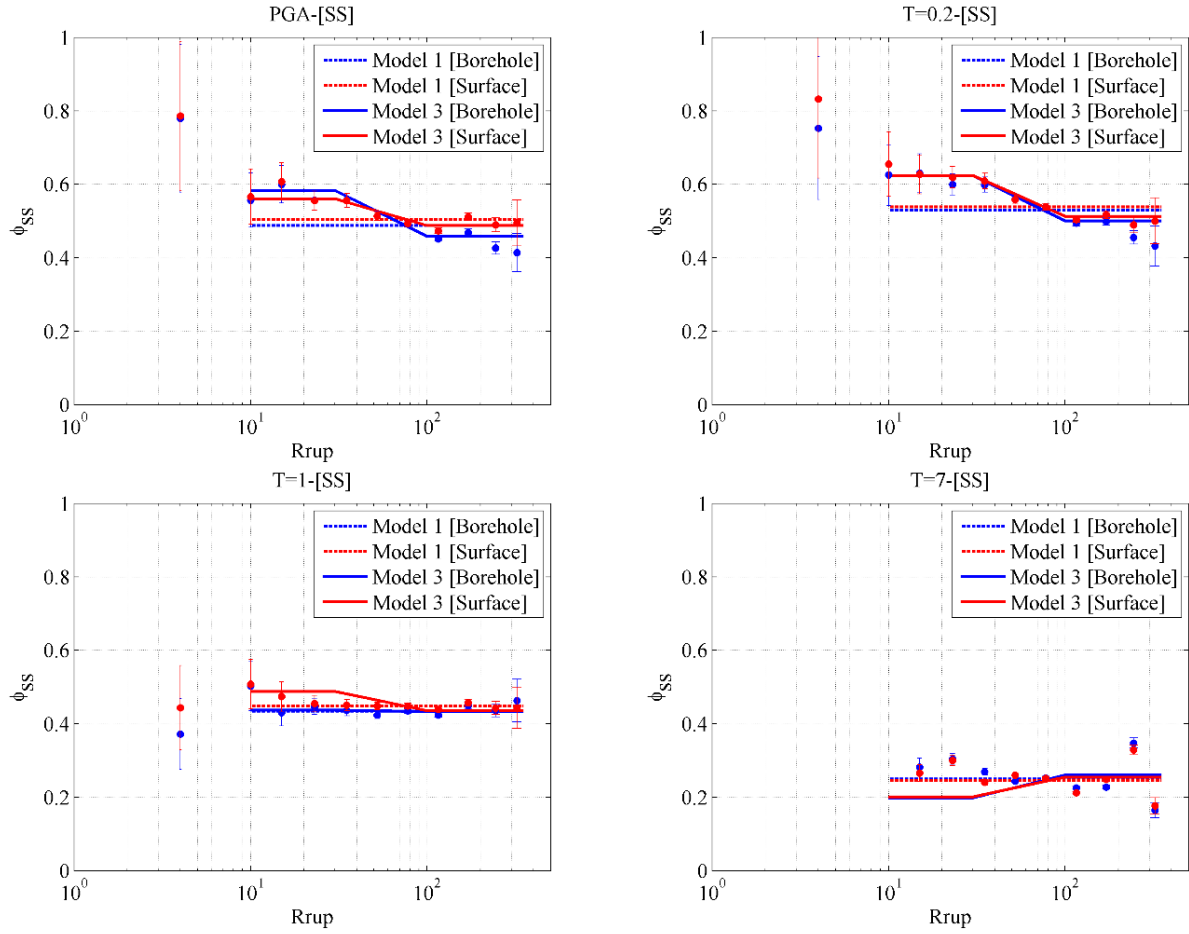 PGA-[SS]
1
0.8
0.6
0.4
0.2
0
ϕSS
10^0
10^1
10^2
Rrup
Model 1 [Borehole]
Model 1 [Surface]
Model 3 [Borehole]
Model 3 [Surface]
T=0.2-[SS]
1
0.8
0.6
0.4
0.2
0
ϕSS
10^0
10^1
10^2
Rrup
Model 1 [Borehole]
Model 1 [Surface]
Model 3 [Borehole]
Model 3 [Surface]
T=1-[SS]
1
0.8
0.6
0.4
0.2
0
ϕSS
10^0
10^1
10^2
Rrup
Model 1 [Borehole]
Model 1 [Surface]
Model 3 [Borehole]
Model 3 [Surface]
T=7-[SS]
1
0.8
0.6
0.4
0.2
0
ϕSS
10^0
10^1
10^2
Rrup
Model 1 [Borehole]
Model 1 [Surface]
Model 3 [Borehole]
Model 3 [Surface]